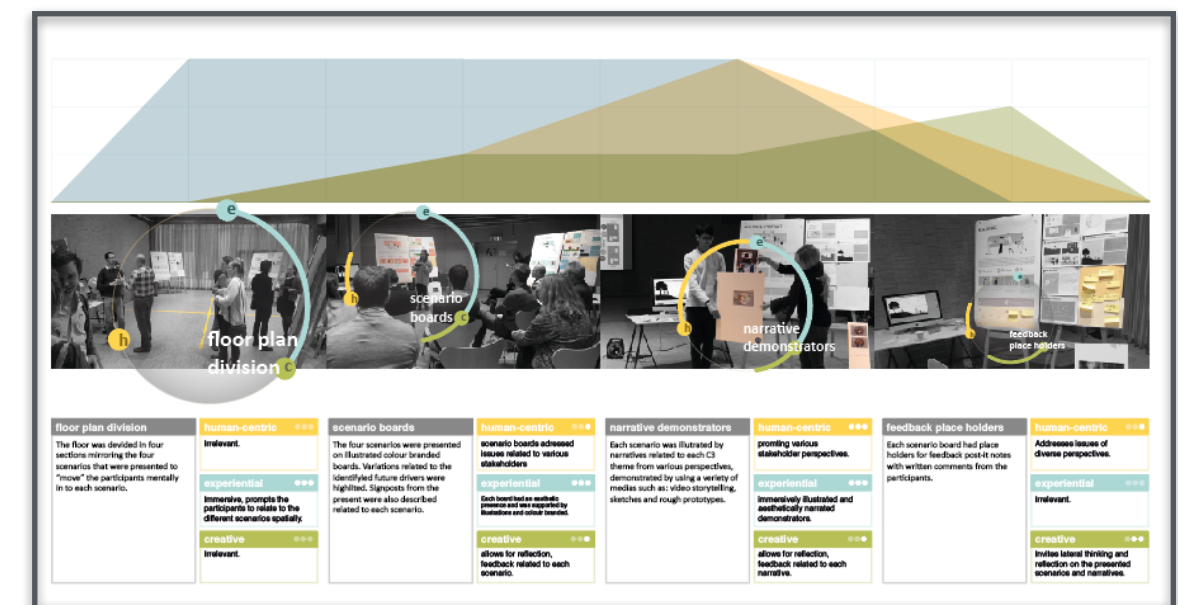 e
h
floor plan
division
c
e
h
scenario
boards
c
e
h
narrative
demonstrators
e
h
feedback
place holders
floor plan division
The floor was devided in four
sections mirroring the four
scenarios that were presented to
"move" the participants mentally
in to each scenario.
human-centric
Irrelevant.
experiential
Immersive, prompts the
participants to relate to the
different scenarios spatially.
creative
Irrelevant.
scenario boards
The four scenarios were presented
on illustrated colour branded
boards. Variations related to the
identifyled future drivers were
highlited. Signposts from the
present were also described
related to each scenario.
human-centric
scenario boards adressed
issues related to various
stakeholders
experiential
Each board had an aesthetic
presence and was supported by
illustrations and colour branded.
creative
allows for reflection,
feedback related to each
scenario.
narrative demonstrators
Each scenario was illutrated by
narratives related to each C3
theme from various perspectives,
demonstrated by using a veriety of
medias such as: video storytelling,
sketches and rough prototypes.
human-centric
promting various
stakeholder perspectives.
experiential
immersively illustrated and
aesthetically narrated
demonstrators.
creative
allows for reflection,
feedback related to each
narrative.
feedback place holders
Each scenario board had place
holders for feedback post-it notes
with written comments from the
participants.
human-centric
Addresses issues of
diverse perspectives.
experiential
Irrelevant.
creative
Invites lateral thinking and
reflection on the presented
scenarios and narratives.